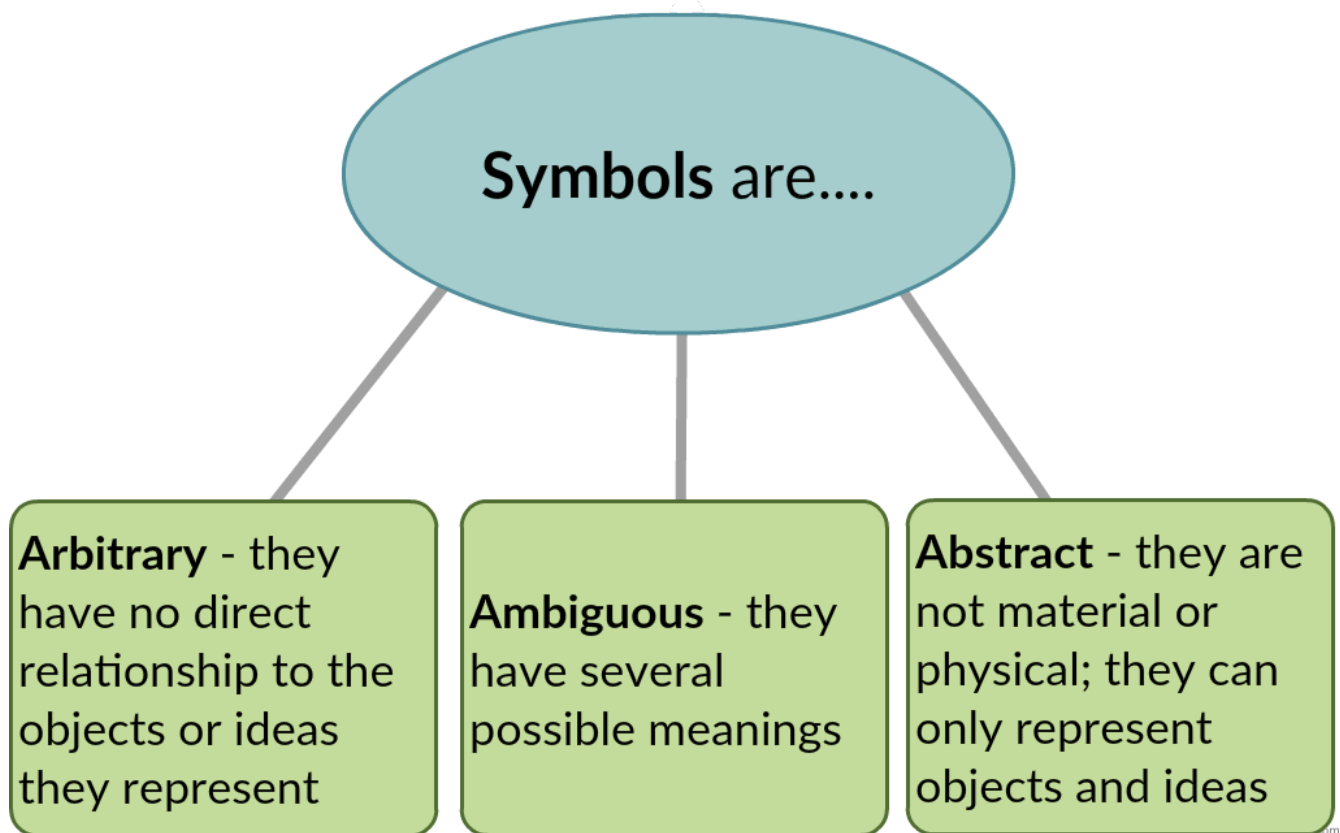 Symbols are....
Arbitrary - they
have no direct
relationship to the
objects or ideas
they represent
Ambiguous - they
have several
possible meanings
Abstract - they are
not material or
physical; they can
only represent
objects and ideas